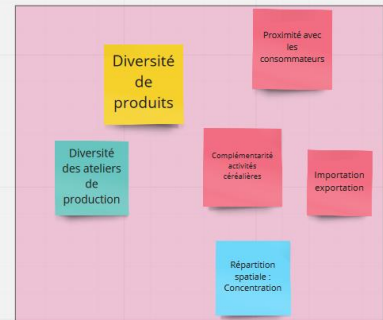 Proximité avec
les
consommateurs
Diversité
de
produits
Diversité
des ateliers
de
production
Complémentarité
activités
céréalières
Importation
exportation
Répartition
spatiale :
Concentration